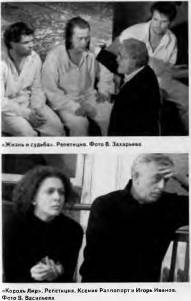 «Жизнь и судьба». Репетиция. Фото В. Захарьева
«Король Лир». Репетиция. Ксения Раппопорт и Игорь Иванов.
Фото В. Васильева